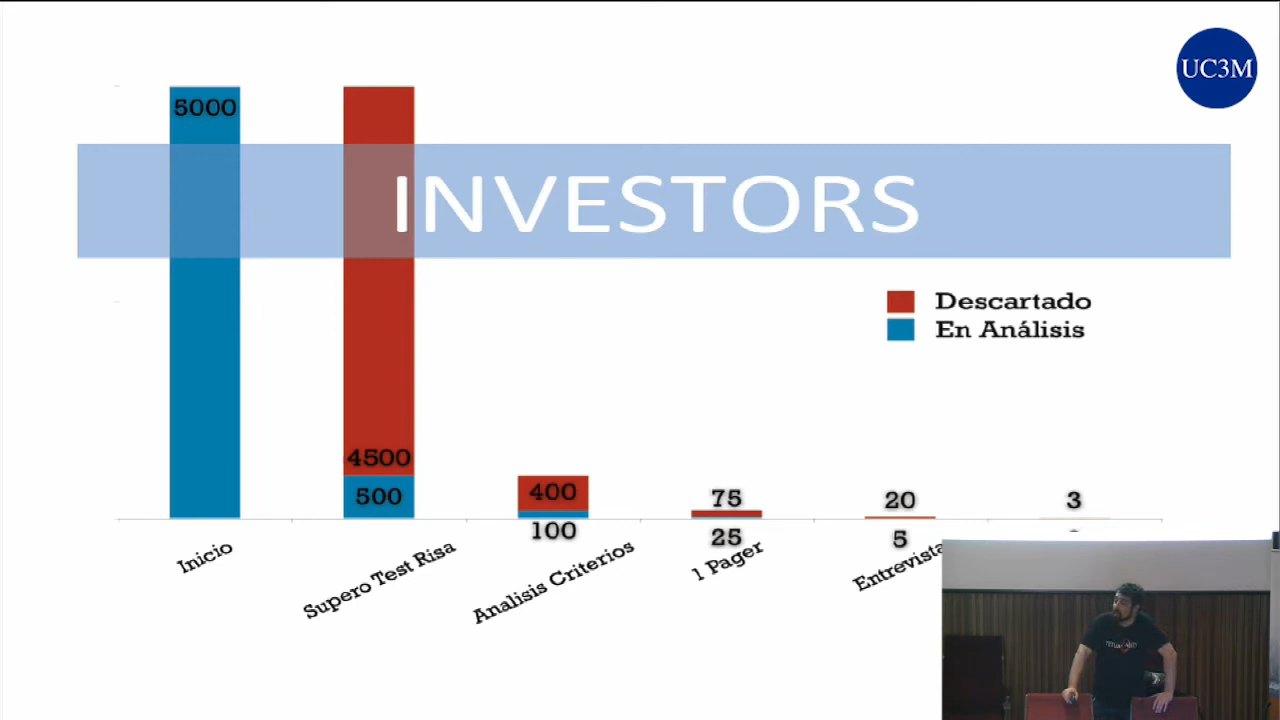 UC3M
5000
INVESTORS
Descartado
En Análisis
4500
500
400
100
75
25
20
5
3
Inicio
Supero Test Risa
Analisis Criterios
1 Pager
Entrevista